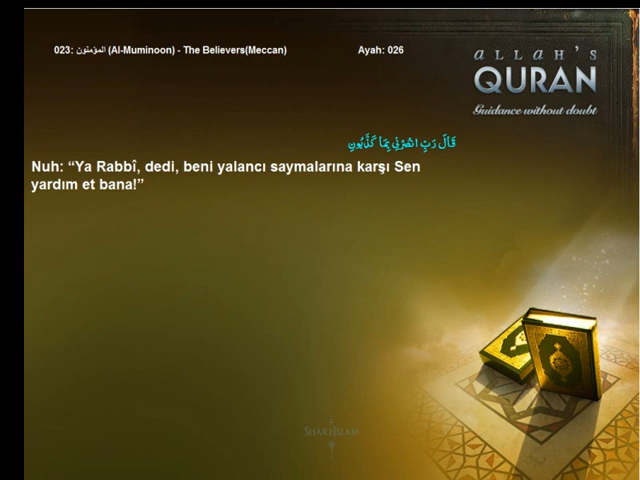 023: المؤمنون (Al-Muminoon) - The Believers(Meccan) Ayah: 026
ALLAH'S
QURAN
Guidance without doubt
قَالَ رَبِّ انصُرْنِي بِمَا كَذَّبُونِ
Nuh: “Ya Rabbî, dedi, beni yalancı saymalarına karşı Sen
yardım et bana!”
SHAREISLAM